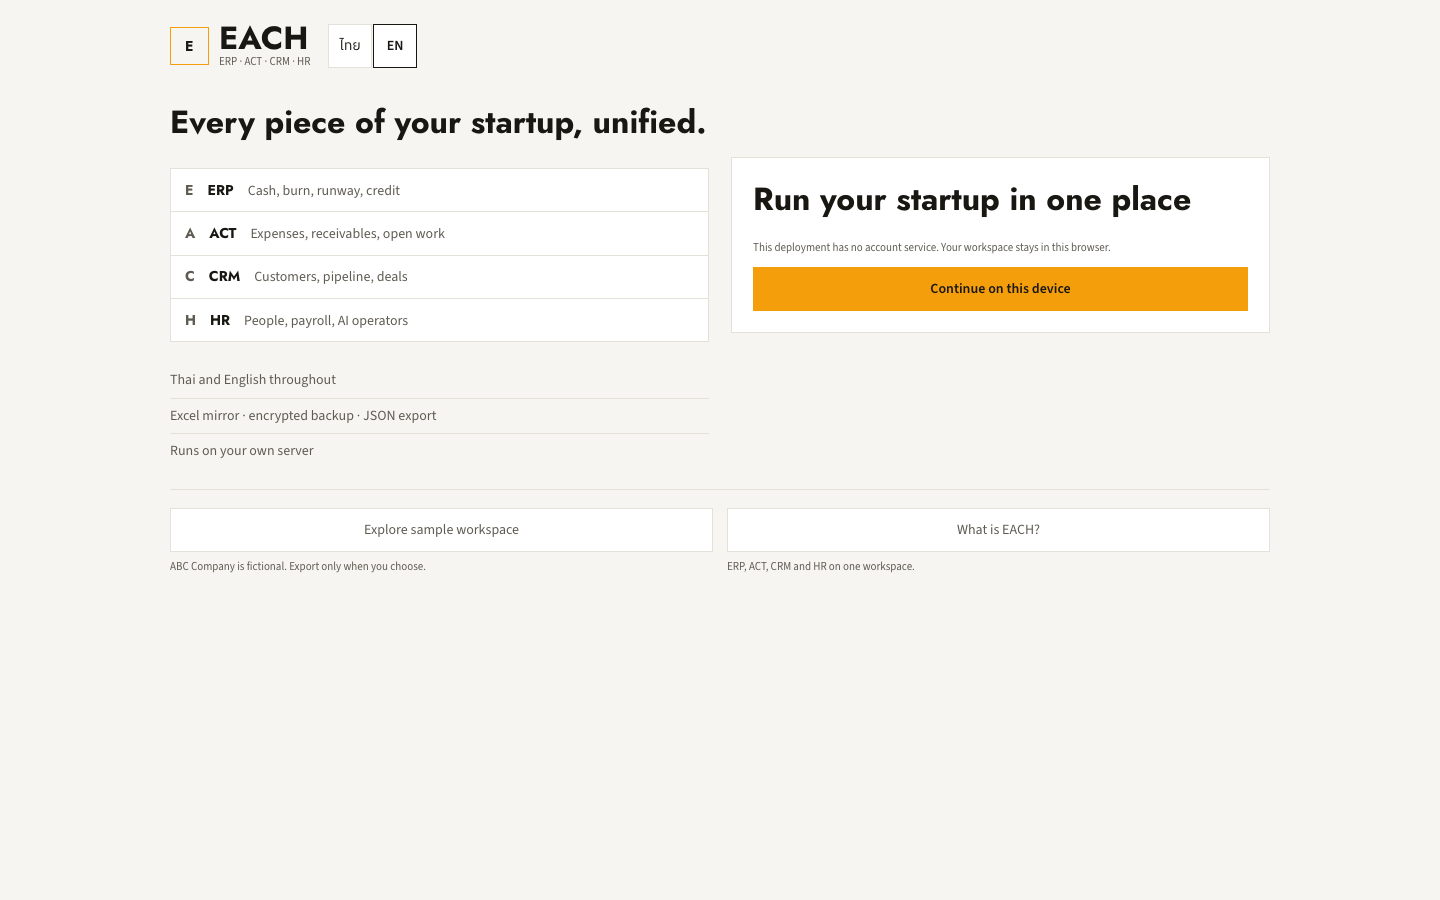 E
EACH
ERP · ACT · CRM · HR
ไทย
EN
Every piece of your startup, unified.
E ERP Cash, burn, runway, credit
A ACT Expenses, receivables, open work
C CRM Customers, pipeline, deals
H HR People, payroll, AI operators
Thai and English throughout
Excel mirror · encrypted backup · JSON export
Runs on your own server
Run your startup in one place
This deployment has no account service. Your workspace stays in this browser.
Continue on this device
Explore sample workspace
ABC Company is fictional. Export only when you choose.
What is EACH?
ERP, ACT, CRM and HR on one workspace.